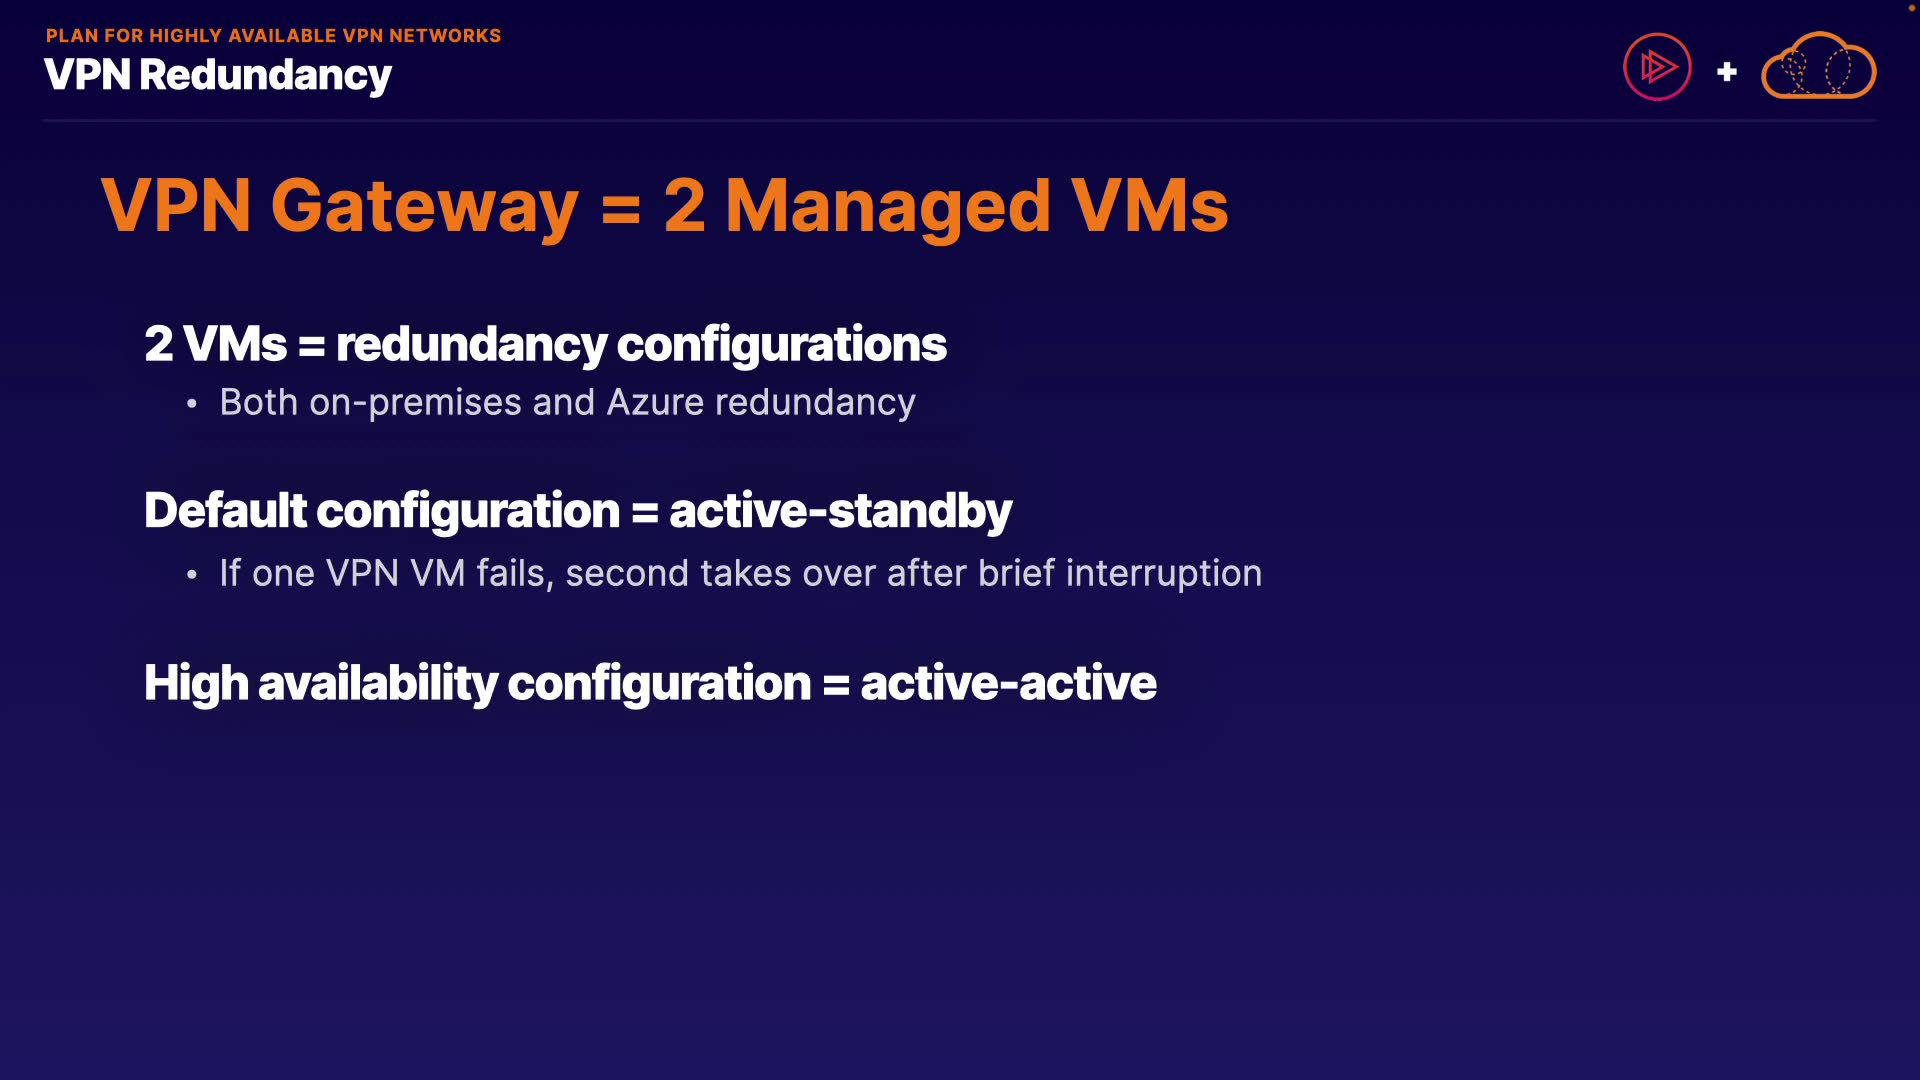 PLAN FOR HIGHLY AVAILABLE VPN NETWORKS
VPN Redundancy
VPN Gateway = 2 Managed VMs
2 VMs = redundancy configurations
• Both on-premises and Azure redundancy
Default configuration = active-standby
• If one VPN VM fails, second takes over after brief interruption
High availability configuration = active-active